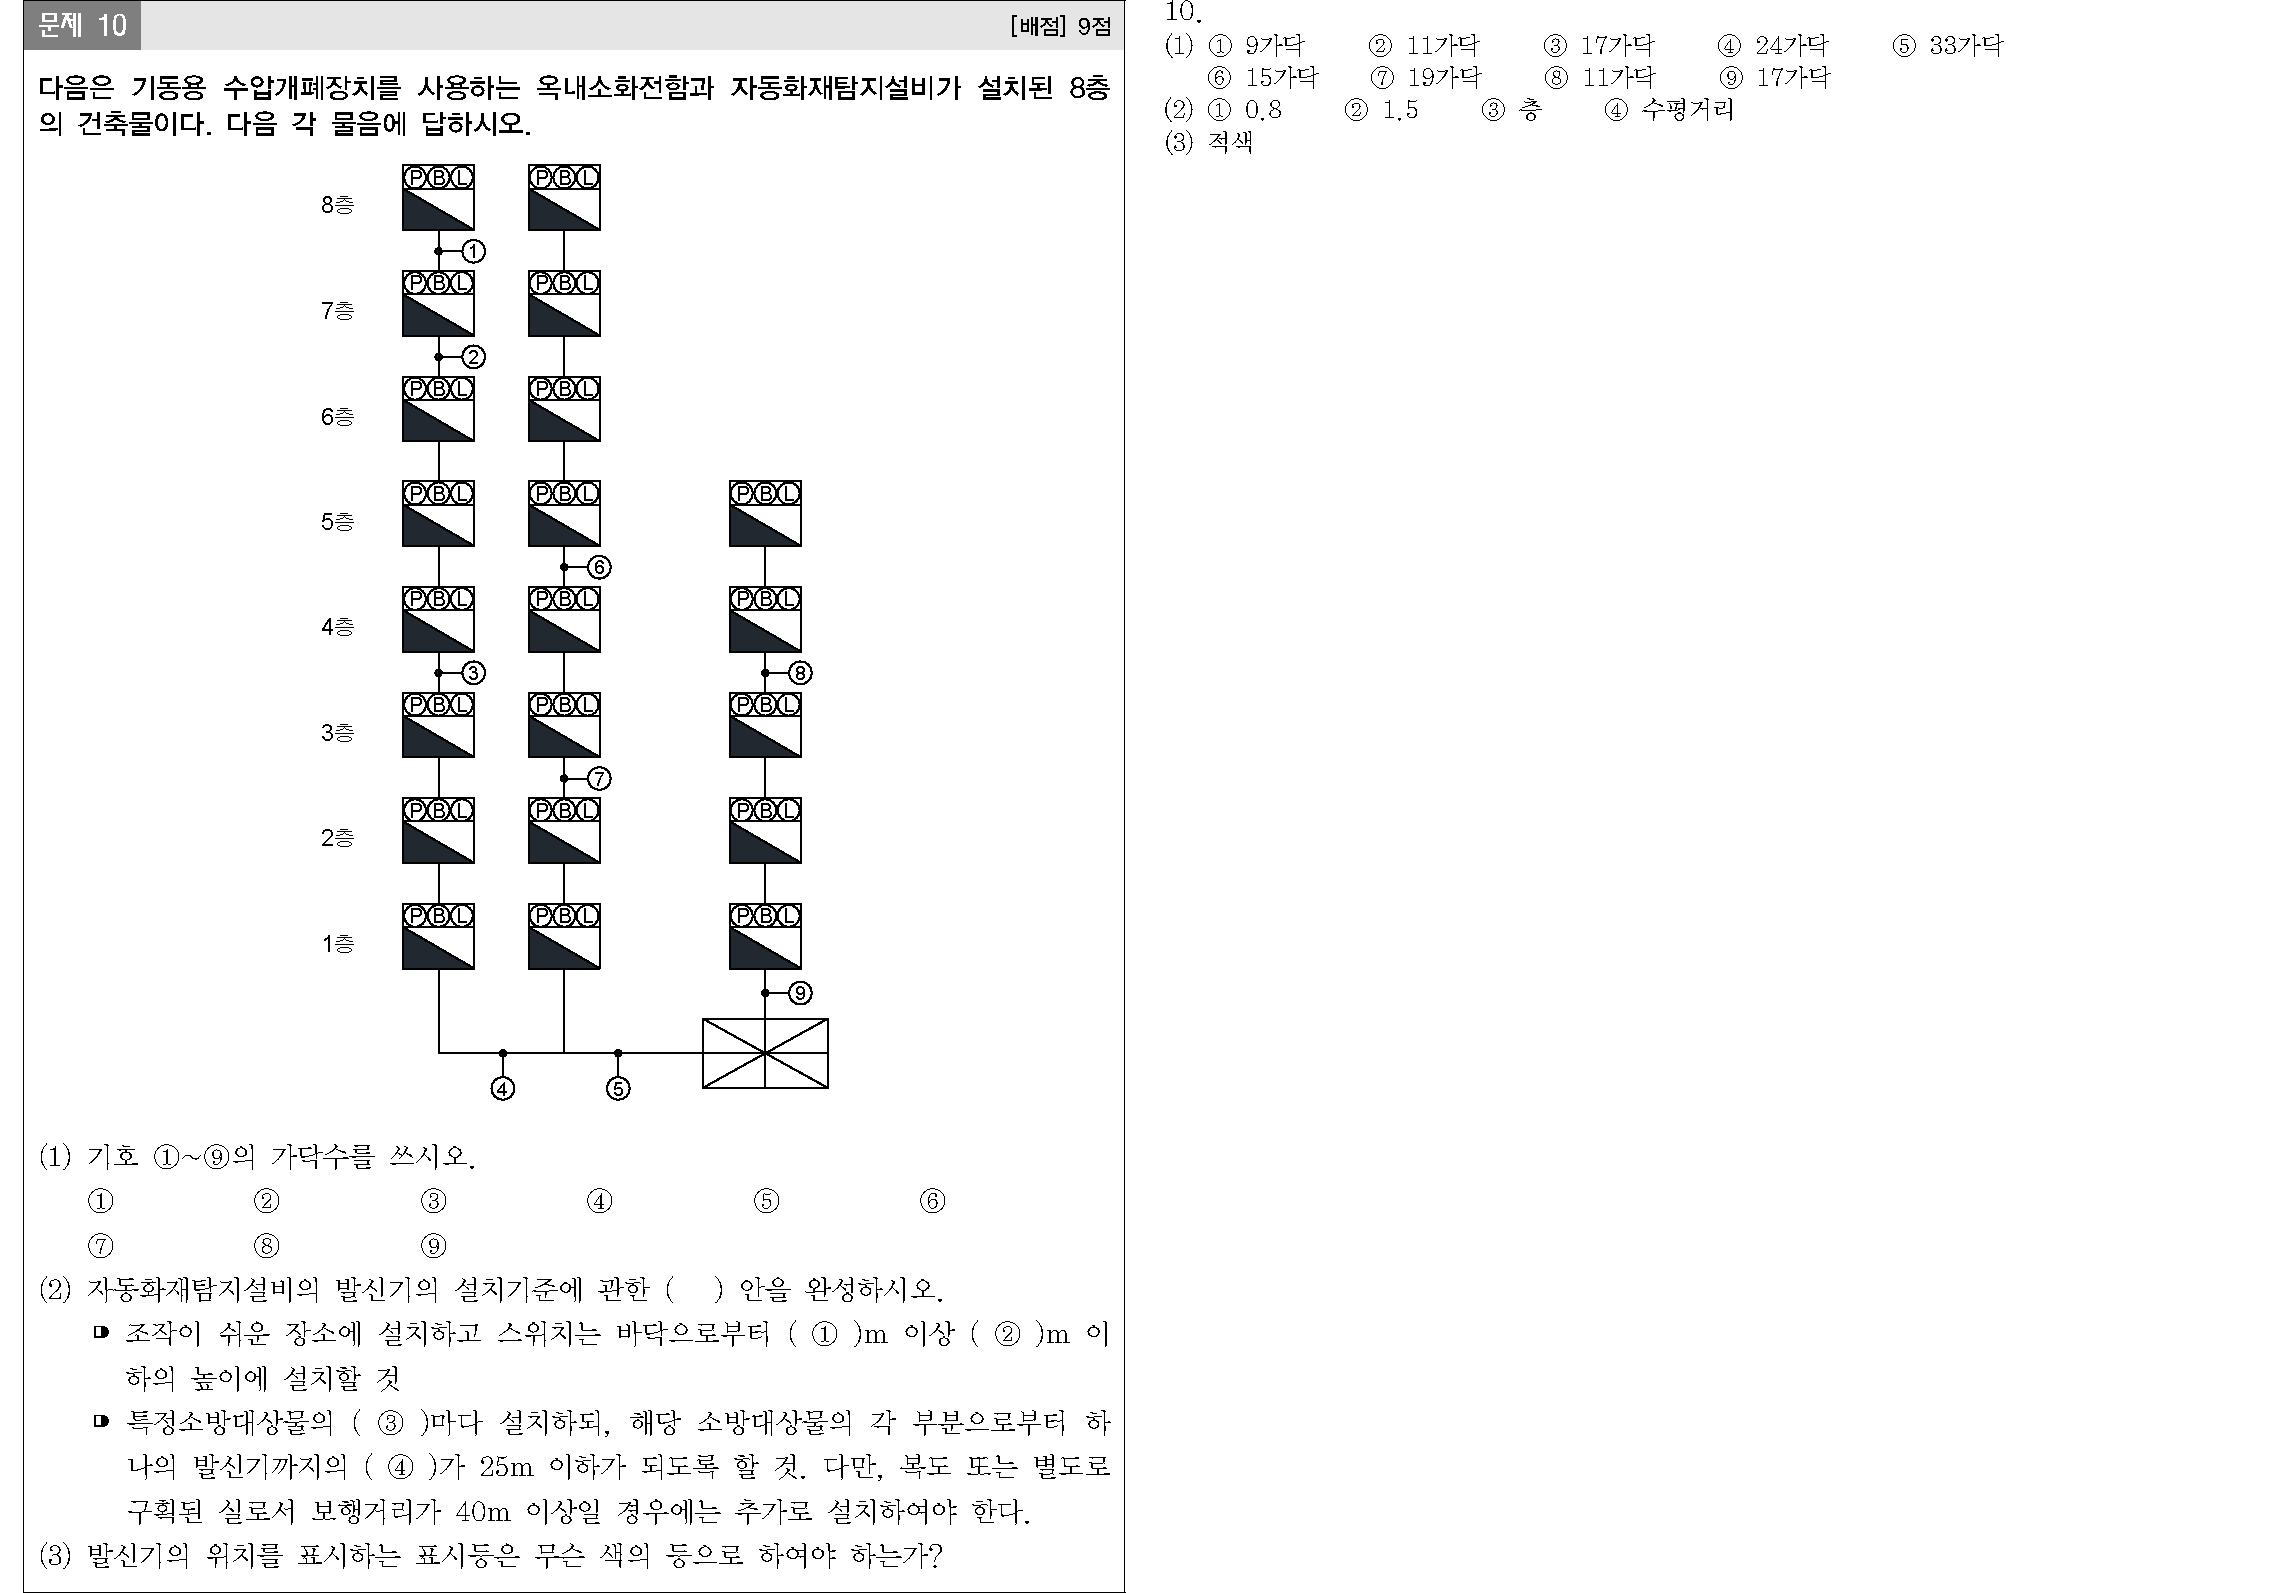 문제 10 [배점] 9점
다음은 기동용 수압개폐장치를 사용하는 옥내소화전함과 자동화재탐지설비가 설치된 8층
의 건축물이다. 다음 각 물음에 답하시오.
8층 ⓅⒷⓁ ⓅⒷⓁ
①
7층 ⓅⒷⓁ ⓅⒷⓁ
②
6층 ⓅⒷⓁ ⓅⒷⓁ
5층 ⓅⒷⓁ ⓅⒷⓁ ⓅⒷⓁ
⑥
4층 ⓅⒷⓁ ⓅⒷⓁ ⓅⒷⓁ
③ ⑧
3층 ⓅⒷⓁ ⓅⒷⓁ ⓅⒷⓁ
⑦
2층 ⓅⒷⓁ ⓅⒷⓁ ⓅⒷⓁ
1층 ⓅⒷⓁ ⓅⒷⓁ ⓅⒷⓁ
⑨
④ ⑤
(1) 기호 ①~⑨의 가닥수를 쓰시오.
① ② ③ ④ ⑤ ⑥
⑦ ⑧ ⑨
(2) 자동화재탐지설비의 발신기의 설치기준에 관한 ( ) 안을 완성하시오.
조작이 쉬운 장소에 설치하고 스위치는 바닥으로부터 ( ① )m 이상 ( ② )m 이
하의 높이에 설치할 것
특정소방대상물의 ( ③ )마다 설치하되, 해당 소방대상물의 각 부분으로부터 하
나의 발신기까지의 ( ④ )가 25m 이하가 되도록 할 것. 다만, 복도 또는 별도로
구획된 실로서 보행거리가 40m 이상일 경우에는 추가로 설치하여야 한다.
(3) 발신기의 위치를 표시하는 표시등은 무슨 색의 등으로 하여야 하는가?
10.
(1) ① 9가닥 ② 11가닥 ③ 17가닥 ④ 24가닥 ⑤ 33가닥
⑥ 15가닥 ⑦ 19가닥 ⑧ 11가닥 ⑨ 17가닥
(2) ① 0.8 ② 1.5 ③ 층 ④ 수평거리
(3) 적색